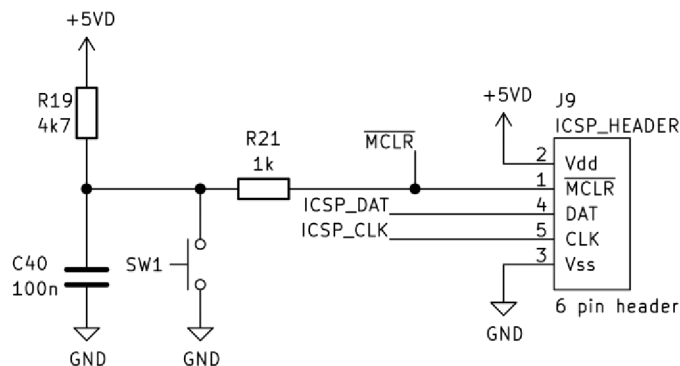 +5VD
R19
4k7
C40
100n
GND
SW1
GND
R21
1k
MCLR
ICSP_DAT
ICSP_CLK
+5VD
GND
J9
ICSP_HEADER
2 Vdd
1 MCLR
4 DAT
5 CLK
3 Vss
6 pin header